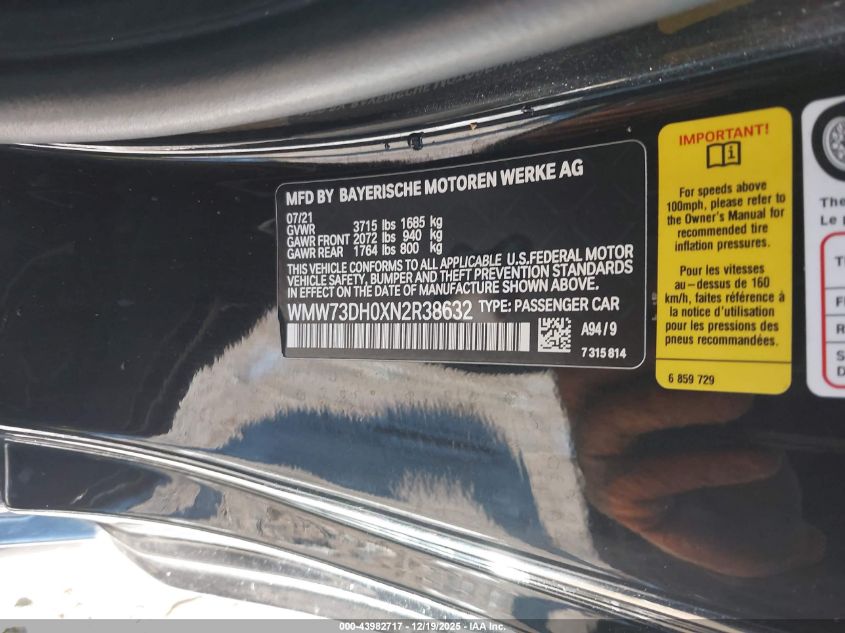 MFD BY BAYERISCHE MOTOREN WERKE AG
07/21
GVWR 3715 lbs 1685 kg
GAWR FRONT 2072 lbs 940 kg
GAWR REAR 1764 lbs 800 kg
THIS VEHICLE CONFORMS TO ALL APPLICABLE U.S.FEDERAL MOTOR
VEHICLE SAFETY, BUMPER AND THEFT PREVENTION STANDARDS
IN EFFECT ON THE DATE OF MANUFACTURE SHOWN ABOVE.
WMW73DH0XN2R38632 TYPE: PASSENGER CAR
A94/9
7 315 814
IMPORTANT!
For speeds above
100mph, please refer to
the Owner's Manual for
recommended tire
inflation pressures.
Pour les vitesses
au-dessus de 160
km/h, faites référence
à la notice d'utilisation
pour les pressions des
pneus recommandées.
6 859 729
The
Le p
000-43982717 - 12/19/2025 - IAA, Inc.